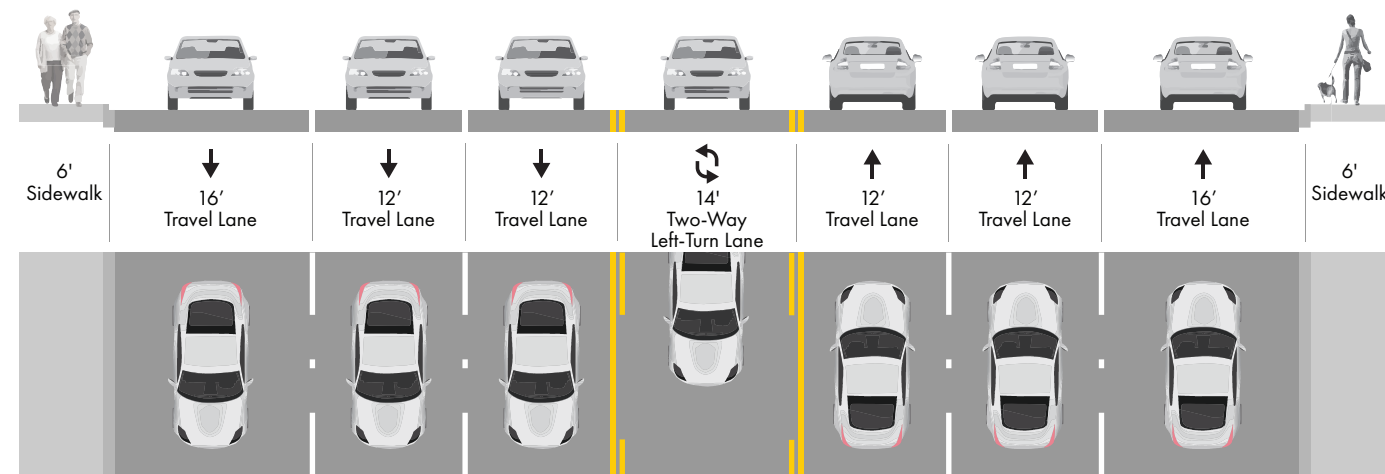 6'
Sidewalk
16’
Travel Lane
12’
Travel Lane
12’
Travel Lane
14'
Two-Way
Left-Turn Lane
12’
Travel Lane
12’
Travel Lane
16’
Travel Lane
6'
Sidewalk